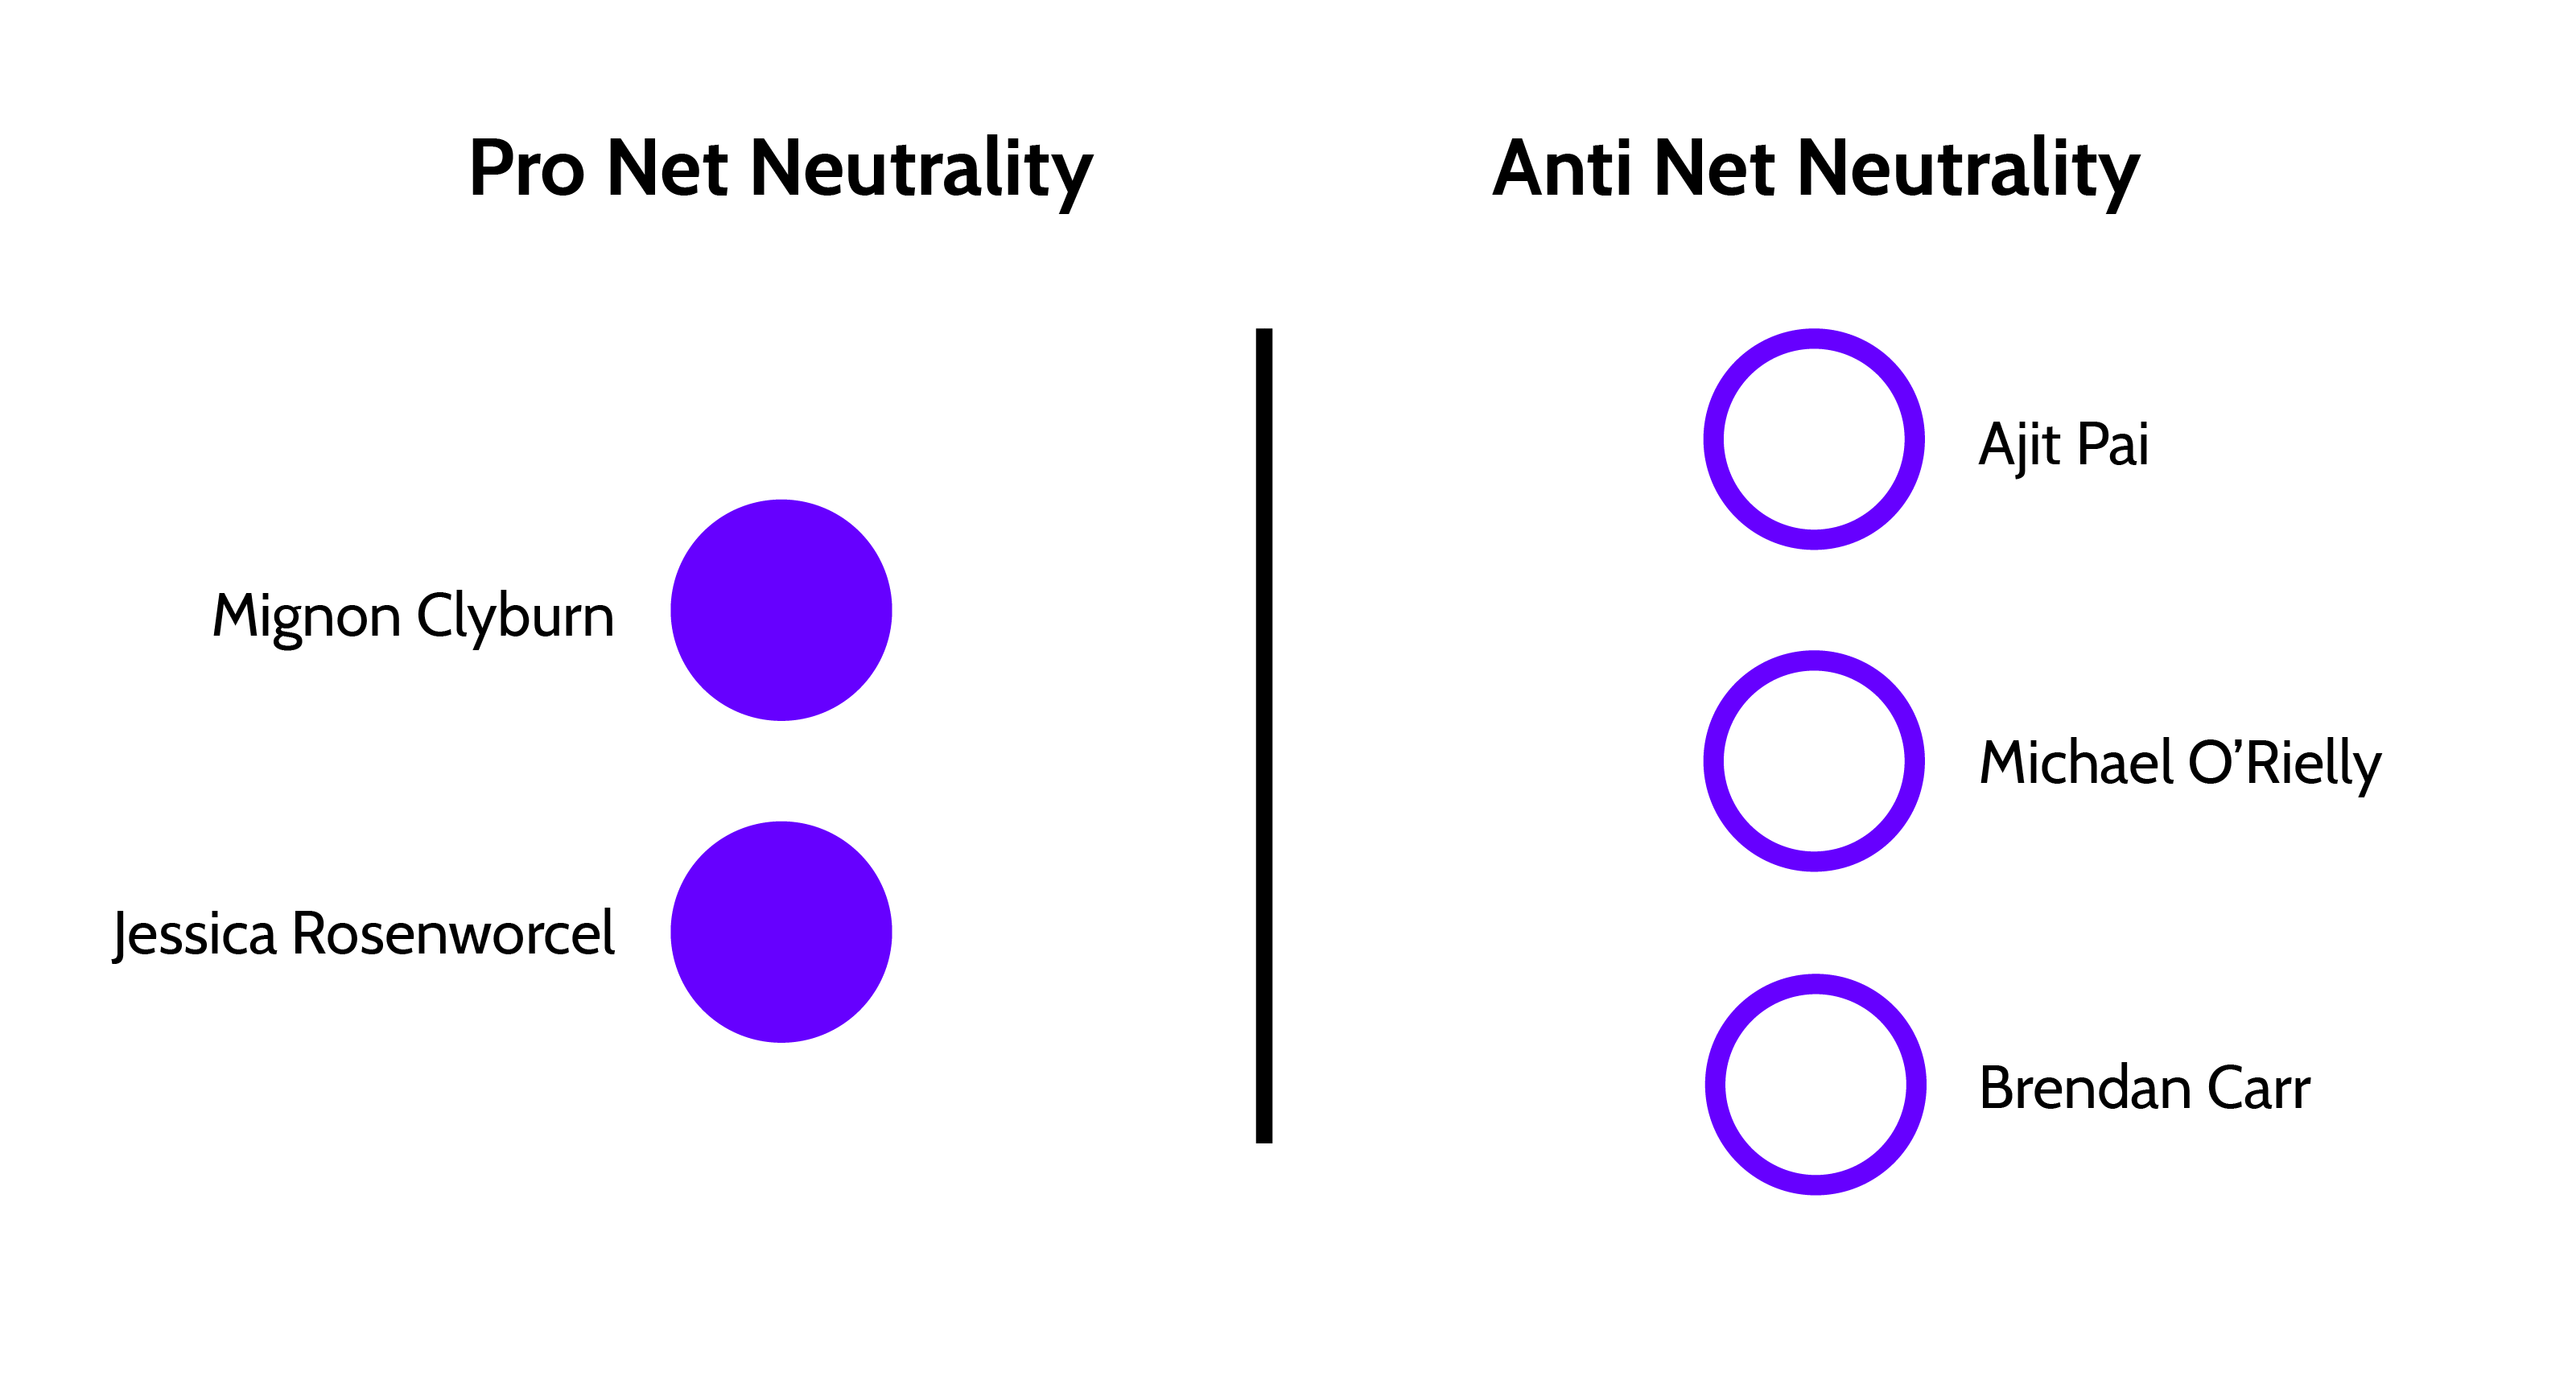 Pro Net Neutrality
Mignon Clyburn
Jessica Rosenworcel
Anti Net Neutrality
Ajit Pai
Michael O’Rielly
Brendan Carr